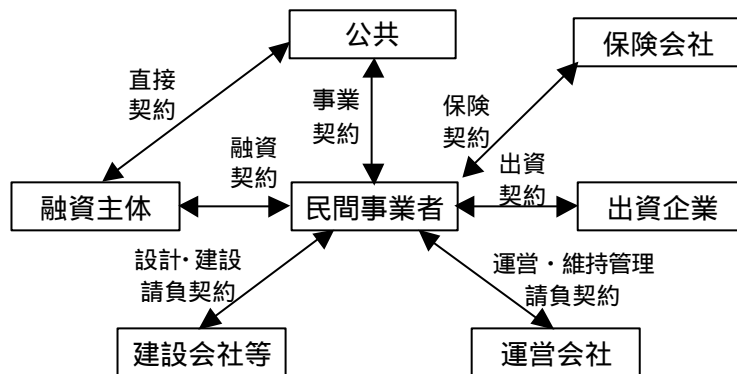 公共
保険会社
直接
契約
事業
契約
保険
契約
融資
契約
出資
契約
融資主体
民間事業者
出資企業
設計・建設
請負契約
運営・維持管理
請負契約
建設会社等
運営会社